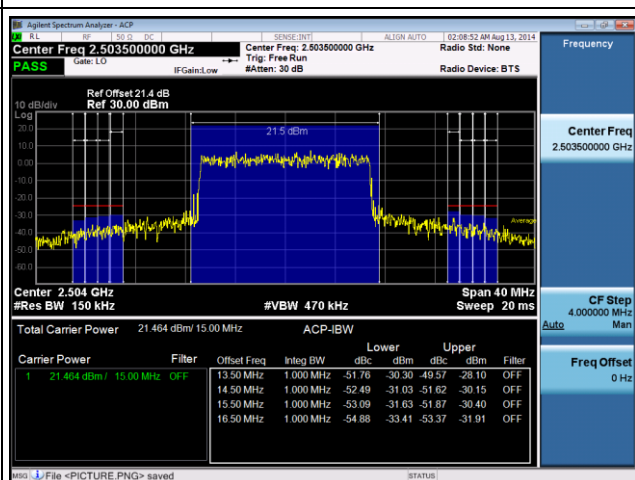 Agilent Spectrum Analyzer - ACP
RL RF 50 Ω DC SENSE:INT ALIGN AUTO 02:08:52 AM Aug 13, 2014
Center Freq 2.503500000 GHz Center Freq: 2.503500000 GHz Radio Std: None
PASS Gate: LO IFGain:Low Trig: Free Run
#Atten: 30 dB Radio Device: BTS
Frequency
Ref Offset 21.4 dB
10 dB/div Ref 30.00 dBm
Log
20.0
10.0
0.00
-10.0
-20.0
-30.0
-40.0
-50.0
-60.0
21.5 dBm
Average
Center Freq
2.503500000 GHz
Center 2.504 GHz Span 40 MHz
#Res BW 150 kHz #VBW 470 kHz Sweep 20 ms
CF Step
4.000000 MHz
Auto Man
Total Carrier Power 21.464 dBm/ 15.00 MHz ACP-IBW
Lower Upper
Carrier Power Filter Offset Freq Integ BW dBc dBm dBc dBm Filter
1 21.464 dBm / 15.00 MHz OFF 13.50 MHz 1.000 MHz -51.76 -30.30 -49.57 -28.10 OFF
14.50 MHz 1.000 MHz -52.49 -31.03 -51.62 -30.15 OFF
15.50 MHz 1.000 MHz -53.09 -31.63 -51.87 -30.40 OFF
16.50 MHz 1.000 MHz -54.88 -33.41 -53.37 -31.91 OFF
Freq Offset
0 Hz
MSG File <PICTURE.PNG> saved STATUS